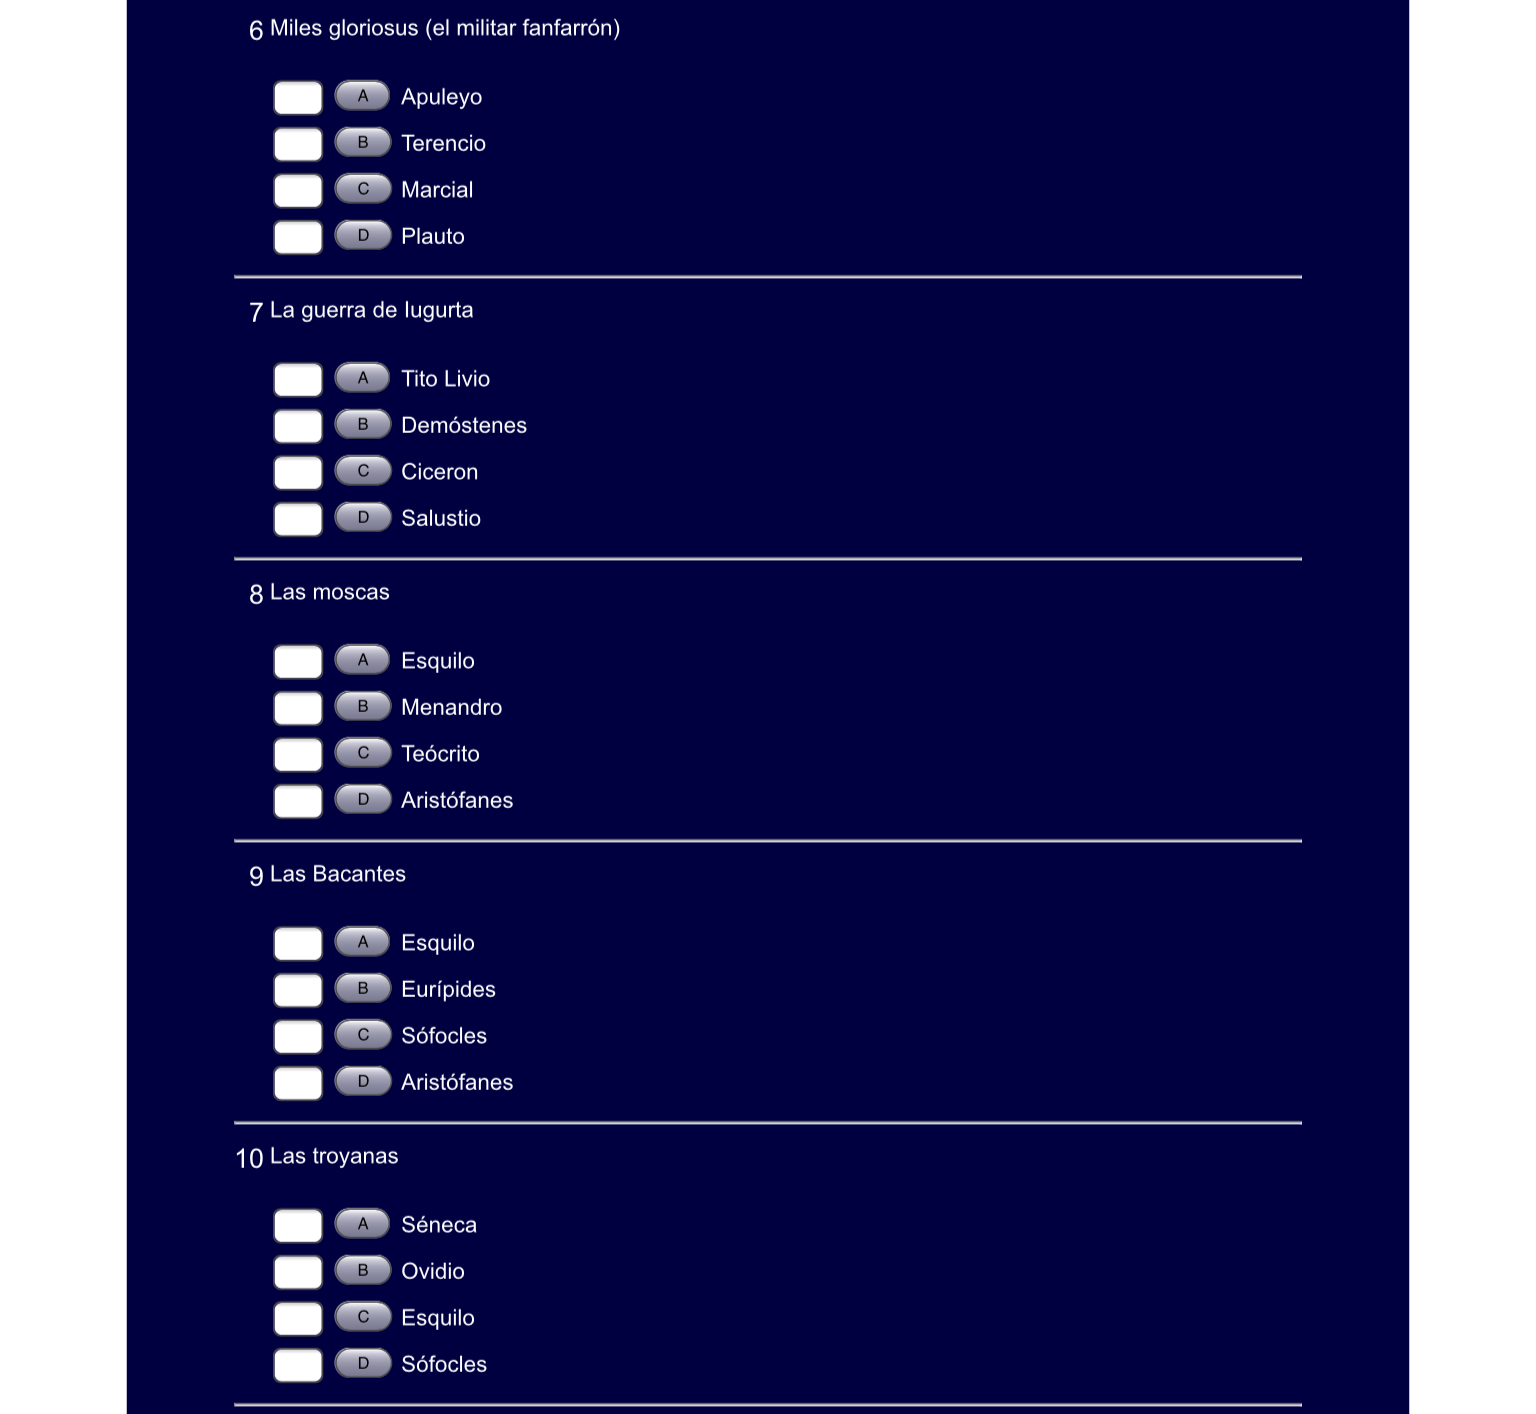 6 Miles gloriosus (el militar fanfarrón)
A Apuleyo
B Terencio
C Marcial
D Plauto
7 La guerra de Iugurta
A Tito Livio
B Demóstenes
C Ciceron
D Salustio
8 Las moscas
A Esquilo
B Menandro
C Teócrito
D Aristófanes
9 Las Bacantes
A Esquilo
B Eurípides
C Sófocles
D Aristófanes
10 Las troyanas
A Séneca
B Ovidio
C Esquilo
D Sófocles